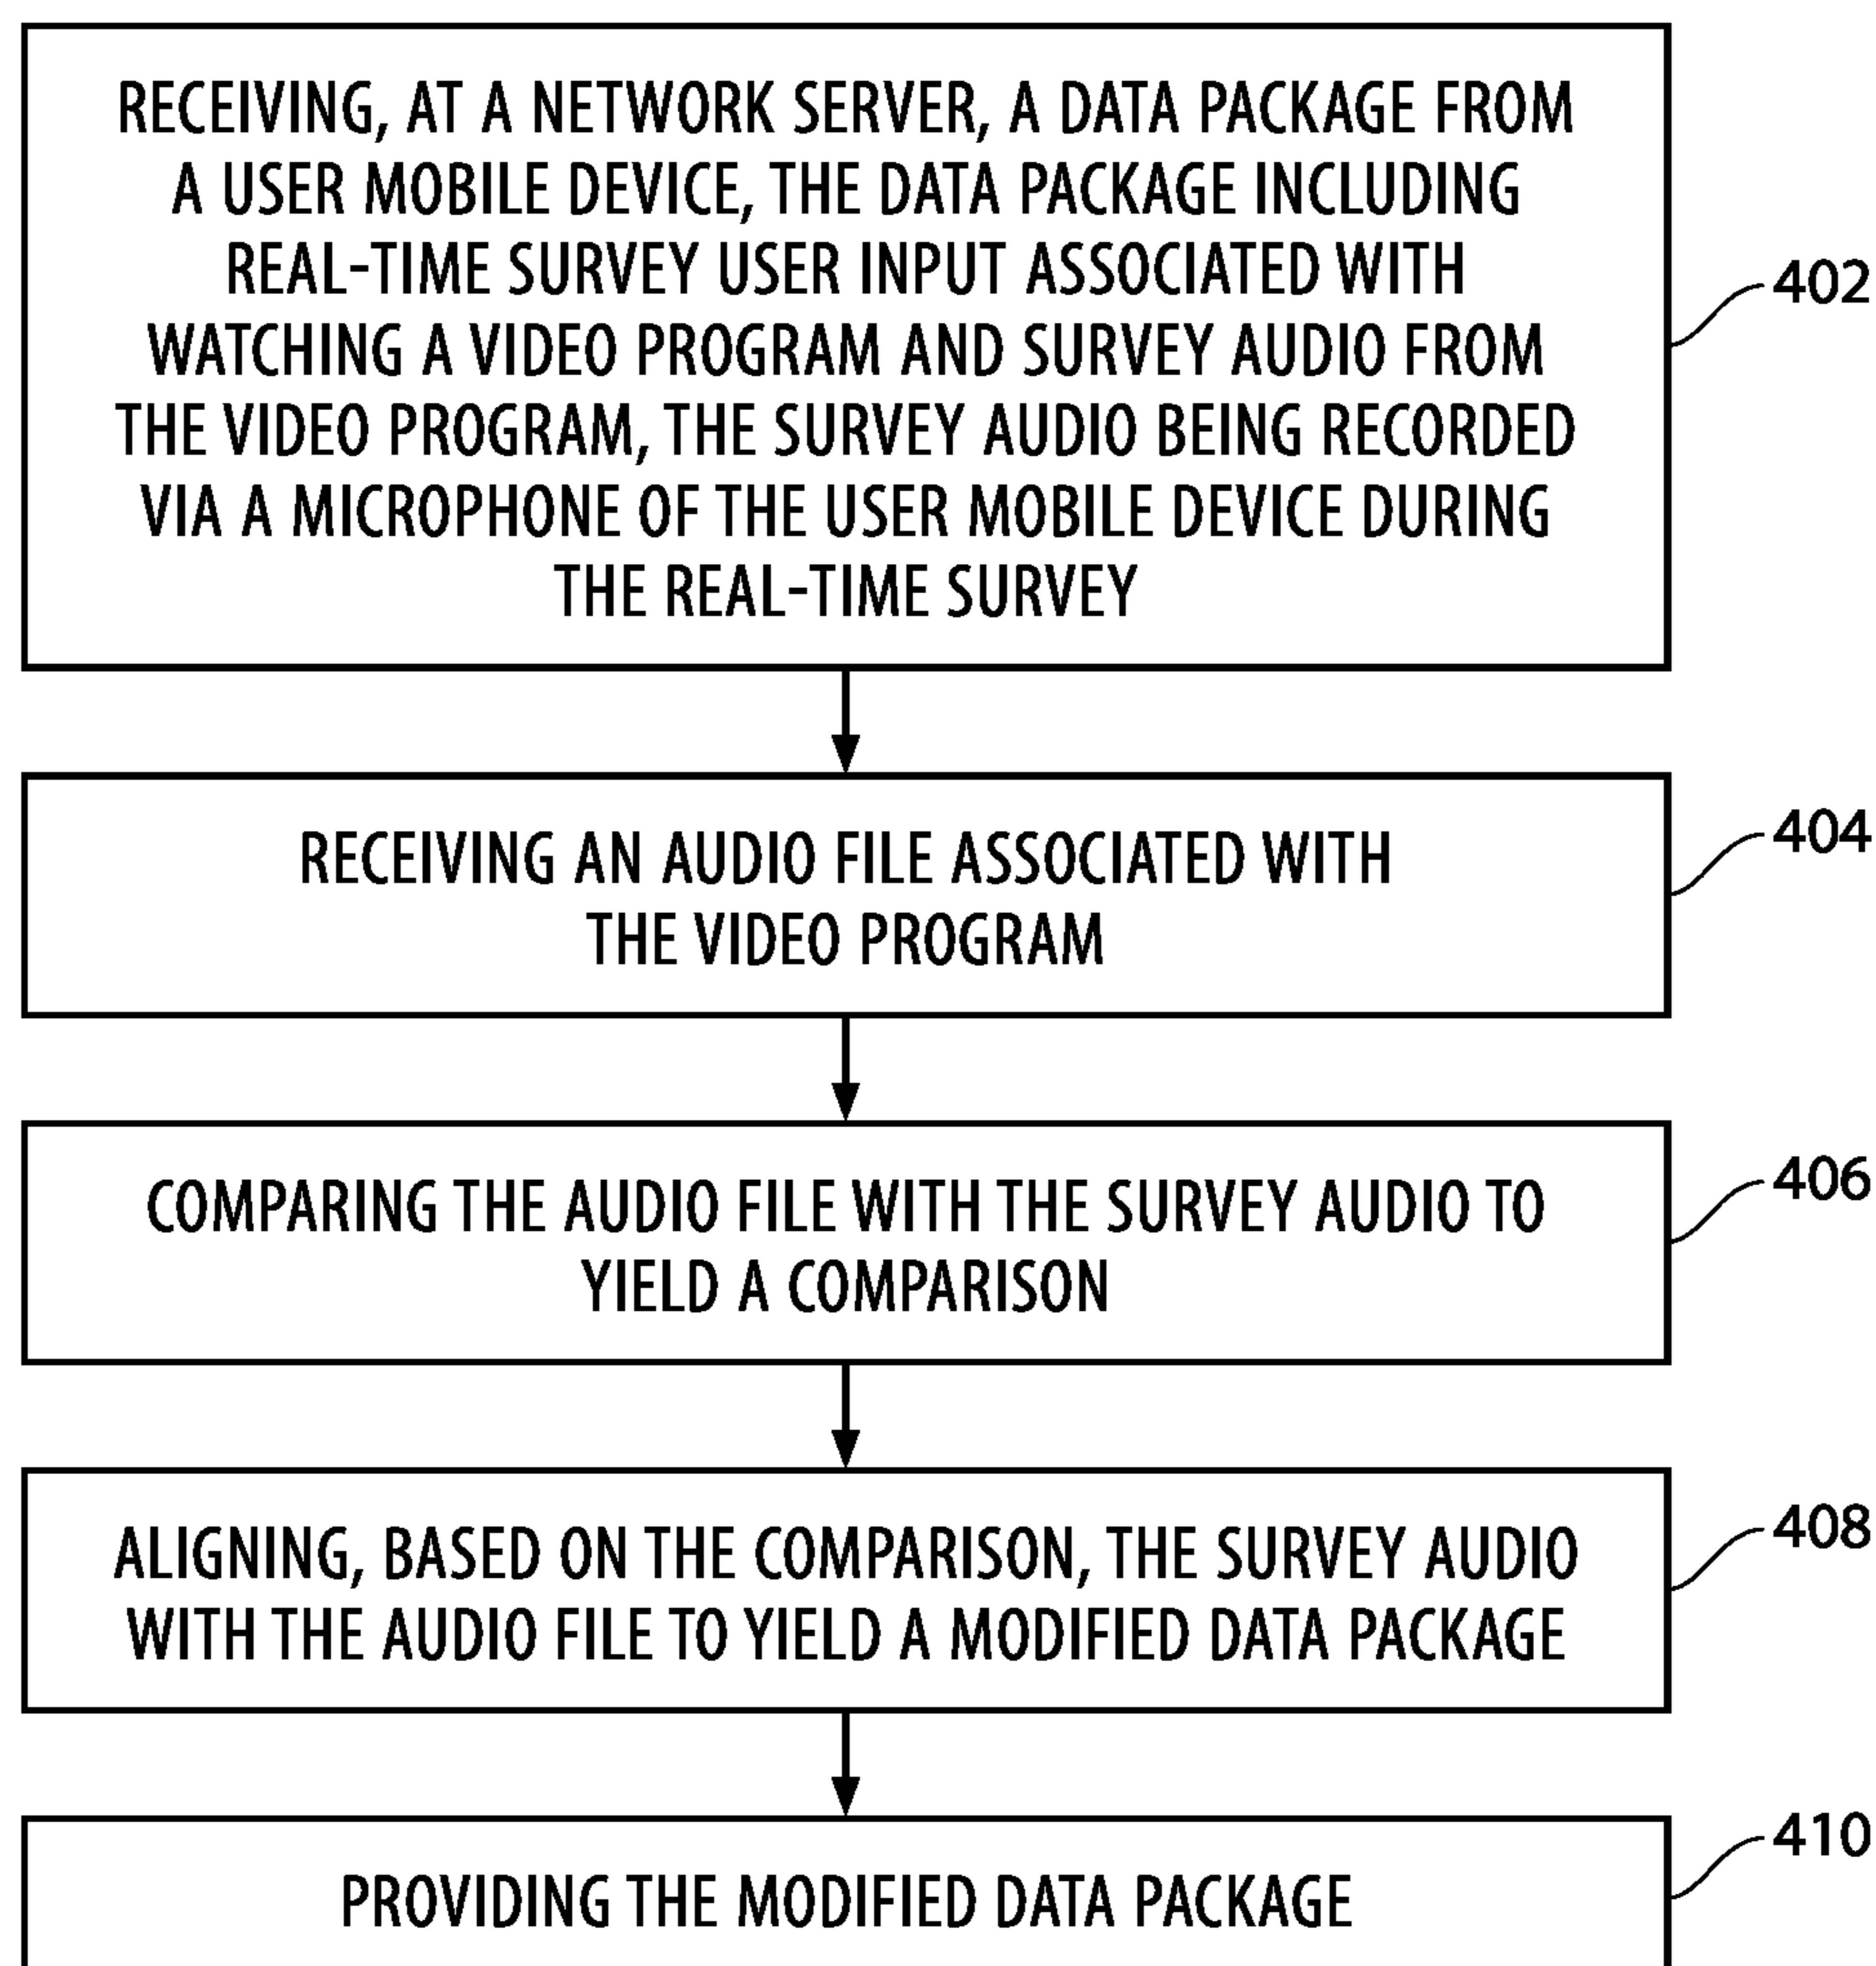 RECEIVING, AT A NETWORK SERVER, A DATA PACKAGE FROM
A USER MOBILE DEVICE, THE DATA PACKAGE INCLUDING
REAL-TIME SURVEY USER INPUT ASSOCIATED WITH
WATCHING A VIDEO PROGRAM AND SURVEY AUDIO FROM
THE VIDEO PROGRAM, THE SURVEY AUDIO BEING RECORDED
VIA A MICROPHONE OF THE USER MOBILE DEVICE DURING
THE REAL-TIME SURVEY
402
RECEIVING AN AUDIO FILE ASSOCIATED WITH
THE VIDEO PROGRAM
404
COMPARING THE AUDIO FILE WITH THE SURVEY AUDIO TO
YIELD A COMPARISON
406
ALIGNING, BASED ON THE COMPARISON, THE SURVEY AUDIO
WITH THE AUDIO FILE TO YIELD A MODIFIED DATA PACKAGE
408
PROVIDING THE MODIFIED DATA PACKAGE
410